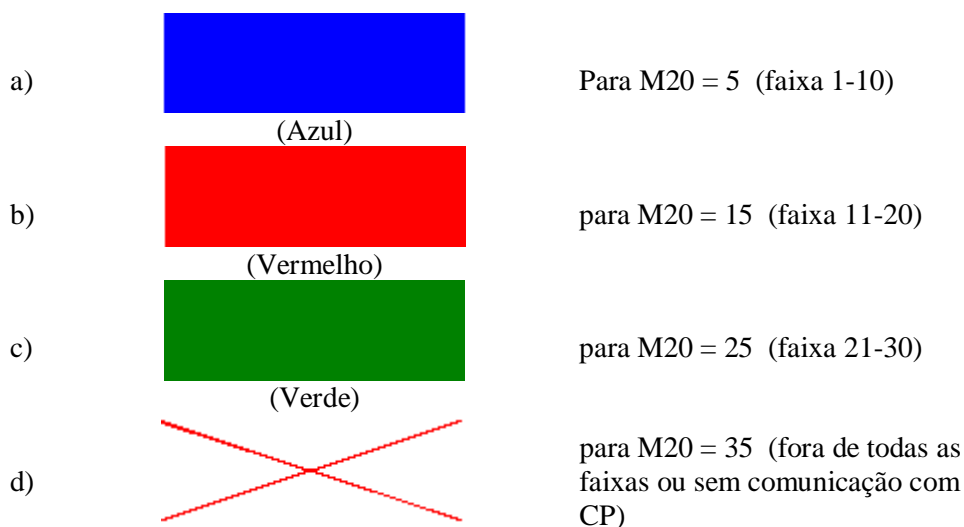 a)
Para M20 = 5 (faixa 1-10)
(Azul)
b)
para M20 = 15 (faixa 11-20)
(Vermelho)
c)
para M20 = 25 (faixa 21-30)
(Verde)
d)
para M20 = 35 (fora de todas as
faixas ou sem comunicação com
CP)